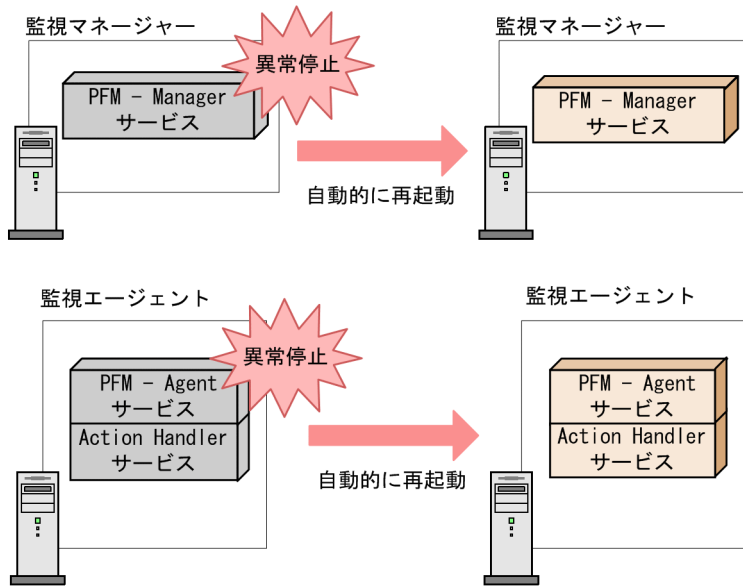 監視マネージャー
異常停止
PFM - Manager
サービス
自動的に再起動
監視マネージャー
PFM - Manager
サービス
監視エージェント
異常停止
PFM - Agent
サービス
Action Handler
サービス
自動的に再起動
監視エージェント
PFM - Agent
サービス
Action Handler
サービス